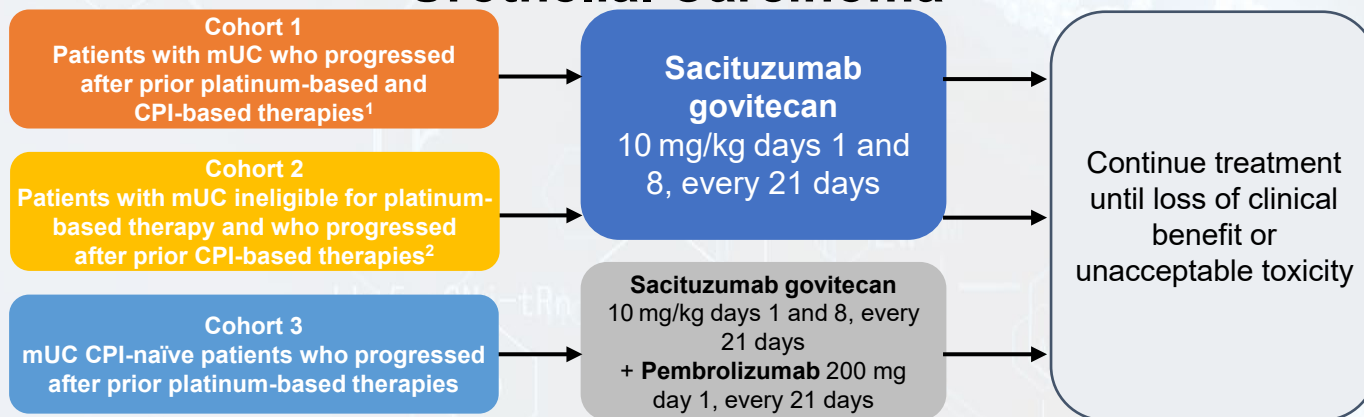 Cohort 1
Patients with mUC who progressed
after prior platinum-based and
CPI-based therapies1
Cohort 2
Patients with mUC ineligible for platinum-
based therapy and who progressed
after prior CPI-based therapies2
Cohort 3
mUC CPI-naïve patients who progressed
after prior platinum-based therapies
Sacituzumab
govitecan
10 mg/kg days 1 and
8, every 21 days
Sacituzumab govitecan
10 mg/kg days 1 and 8, every
21 days
+ Pembrolizumab 200 mg
day 1, every 21 days
Continue treatment
until loss of clinical
benefit or
unacceptable toxicity